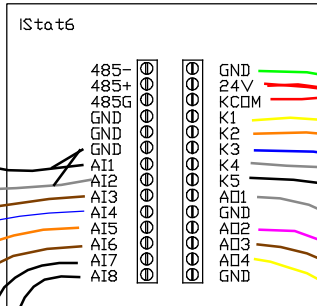 IStat6
485-
485+
485G
GND
GND
GND
AI1
AI2
AI3
AI4
AI5
AI6
AI7
AI8
GND
24V
KCOM
K1
K2
K3
K4
K5
AO1
GND
AO2
AO3
AO4
GND